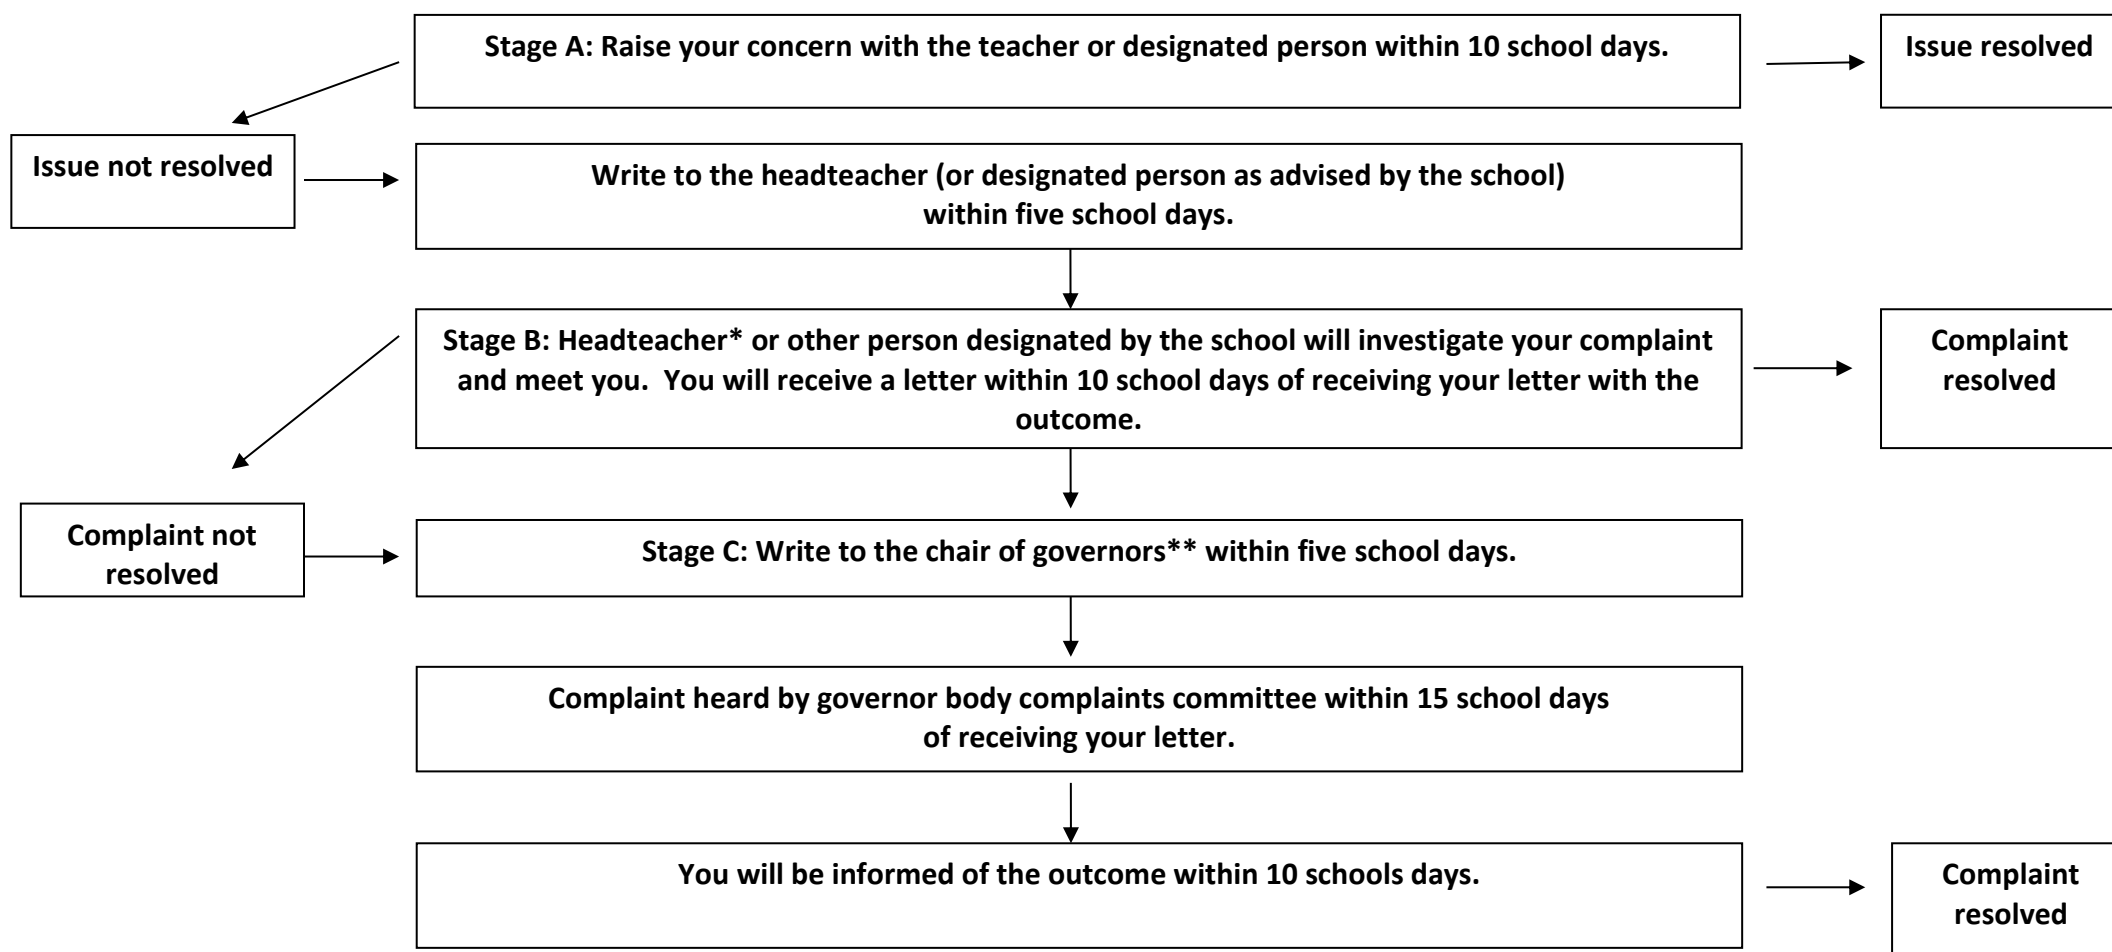 Stage A: Raise your concern with the teacher or designated person within 10 school days.
Issue resolved
Issue not resolved
Write to the headteacher (or designated person as advised by the school)
within five school days.
Stage B: Headteacher* or other person designated by the school will investigate your complaint
and meet you.  You will receive a letter within 10 school days of receiving your letter with the
outcome.
Complaint
resolved
Complaint not
resolved
Stage C: Write to the chair of governors** within five school days.
Complaint heard by governor body complaints committee within 15 school days
of receiving your letter.
You will be informed of the outcome within 10 schools days.
Complaint
resolved